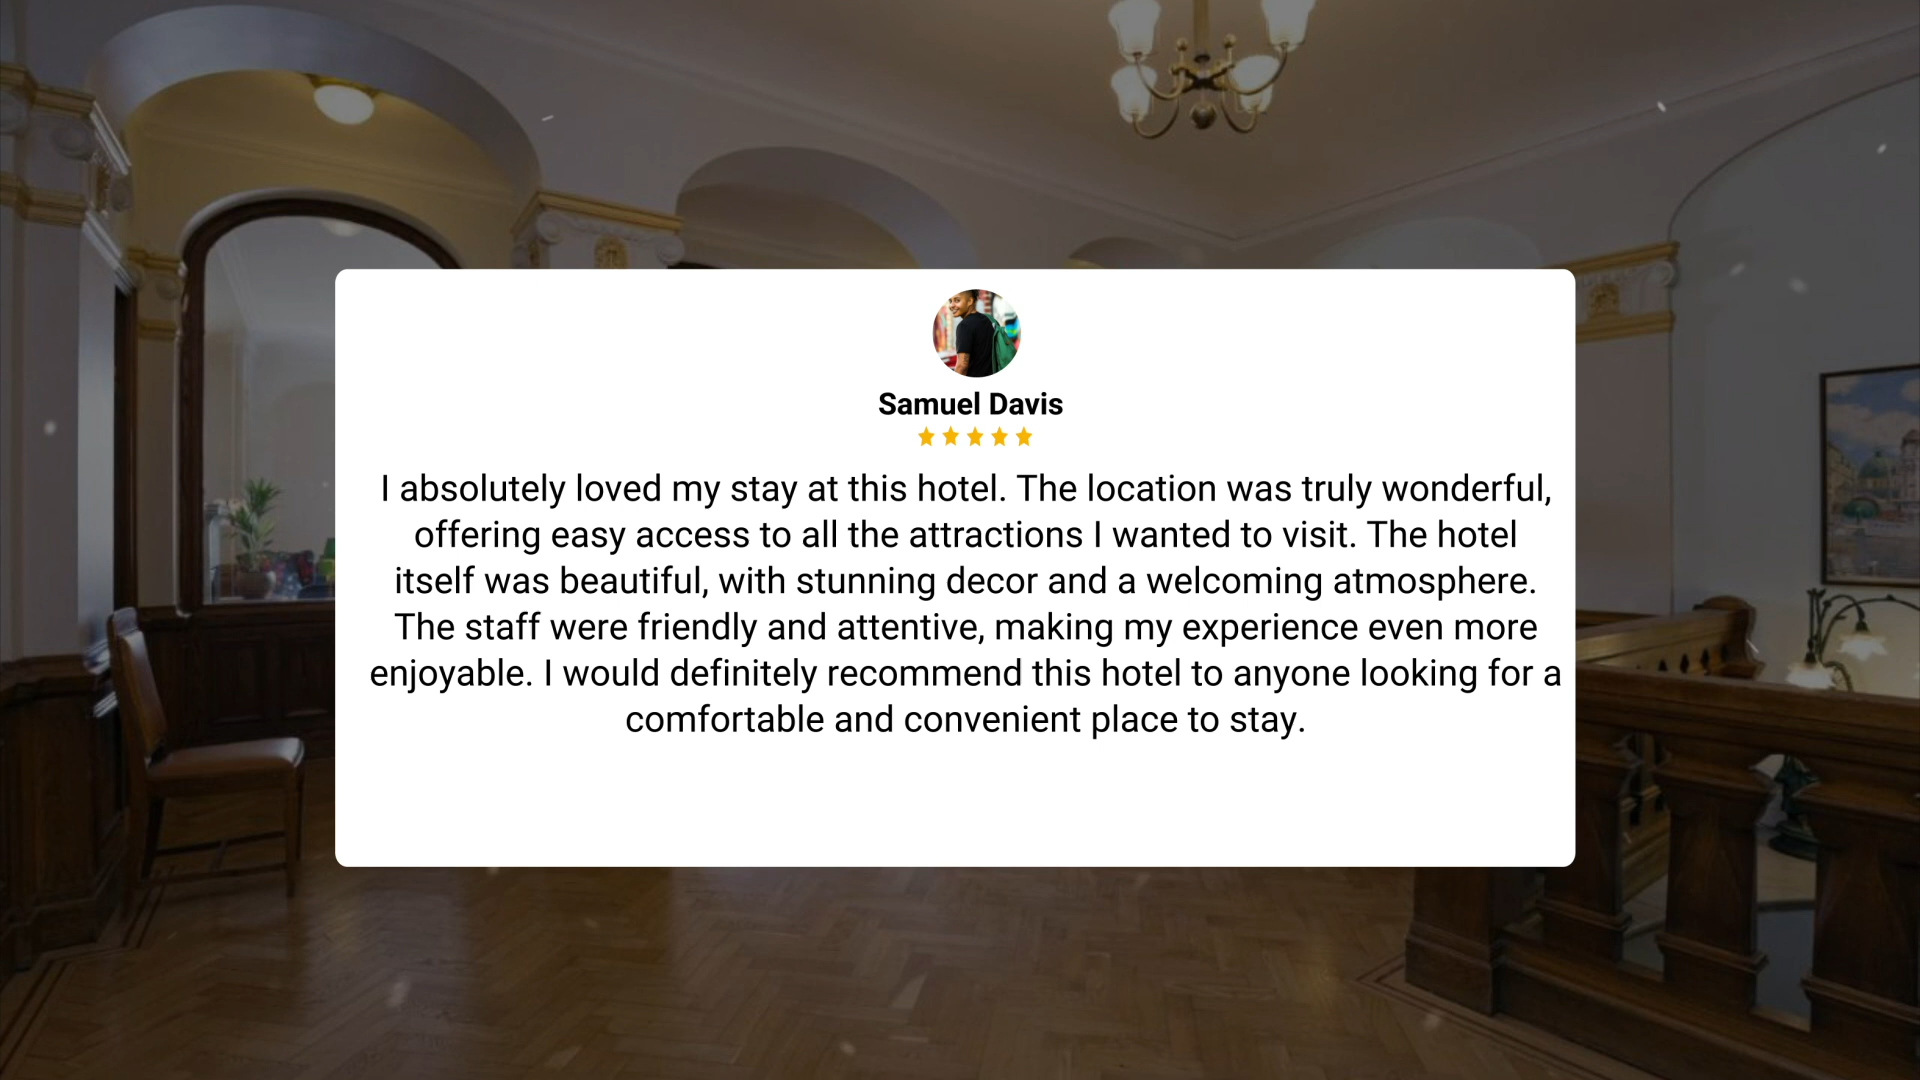 Samuel Davis
I absolutely loved my stay at this hotel. The location was truly wonderful,
offering easy access to all the attractions I wanted to visit. The hotel
itself was beautiful, with stunning decor and a welcoming atmosphere.
The staff were friendly and attentive, making my experience even more
enjoyable. I would definitely recommend this hotel to anyone looking for a
comfortable and convenient place to stay.